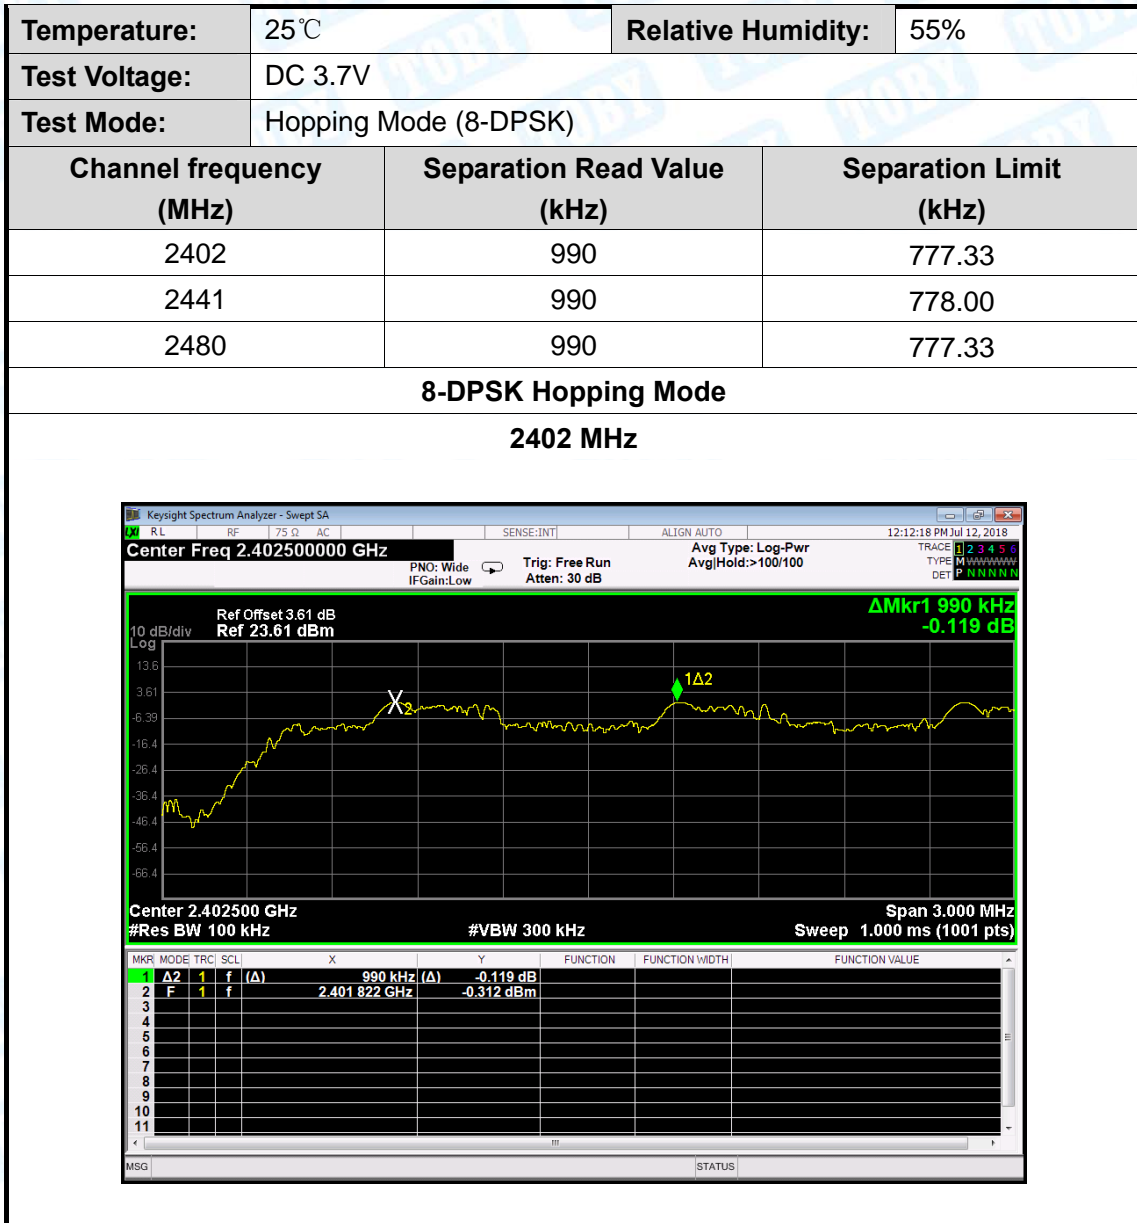 Temperature: 25℃ Relative Humidity: 55%
Test Voltage: DC 3.7V
Test Mode: Hopping Mode (8-DPSK)
Channel frequency (MHz) Separation Read Value (kHz) Separation Limit (kHz)
2402 990 777.33
2441 990 778.00
2480 990 777.33
8-DPSK Hopping Mode
2402 MHz
Keysight Spectrum Analyzer - Swept SA
LXI RL RF 75 Ω AC SENSE:INT ALIGN AUTO 12:12:18 PM Jul 12, 2018
Center Freq 2.402500000 GHz
PNO: Wide
IFGain:Low
Trig: Free Run
Atten: 30 dB
Avg Type: Log-Pwr
Avg|Hold:>100/100
TRACE 1 2 3 4 5 6
TYPE M WWWWW
DET P N N N N N
ΔMkr1 990 kHz
-0.119 dB
Ref Offset 3.61 dB
10 dB/div Ref 23.61 dBm
Log
13.6
3.61
-6.39
-16.4
-26.4
-36.4
-46.4
-56.4
-66.4
1Δ2
X2
Center 2.402500 GHz Span 3.000 MHz
#Res BW 100 kHz #VBW 300 kHz Sweep 1.000 ms (1001 pts)
MKR MODE TRC SCL X Y FUNCTION FUNCTION WIDTH FUNCTION VALUE
1 Δ2 1 f (Δ) 990 kHz (Δ) -0.119 dB
2 F 1 f 2.401 822 GHz -0.312 dBm
3
4
5
6
7
8
9
10
11
MSG STATUS
TOBY